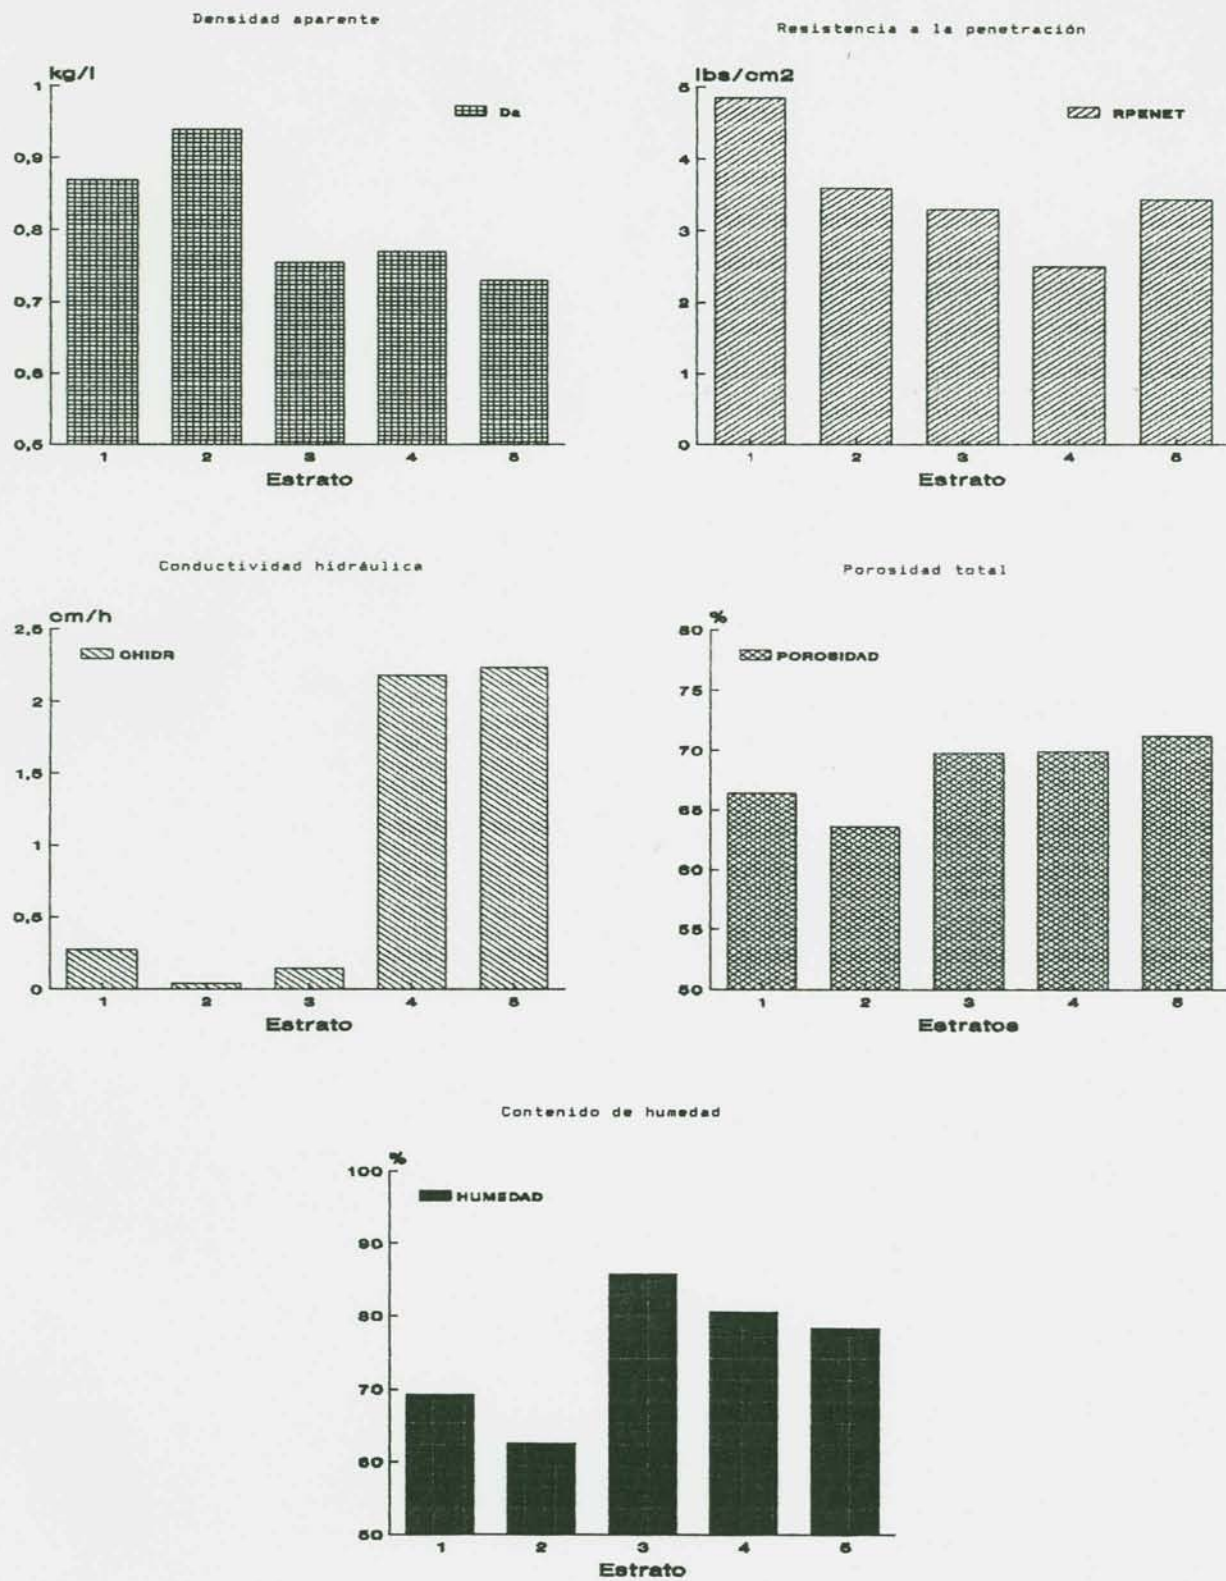 Densidad aparente
kg/l
1
Da
0,9
0,8
0,7
0,6
0,5
1 2 3 4 5
Estrato
Resistencia a la penetración
lbs/cm2
5
RPENET
4
3
2
1
0
1 2 3 4 5
Estrato
Conductividad hidráulica
cm/h
2,5
CHIDR
2
1,5
1
0,5
0
1 2 3 4 5
Estrato
Porosidad total
%
80
POROSIDAD
75
70
65
60
55
50
1 2 3 4 5
Estratos
Contenido de humedad
%
100
HUMEDAD
90
80
70
60
50
1 2 3 4 5
Estrato